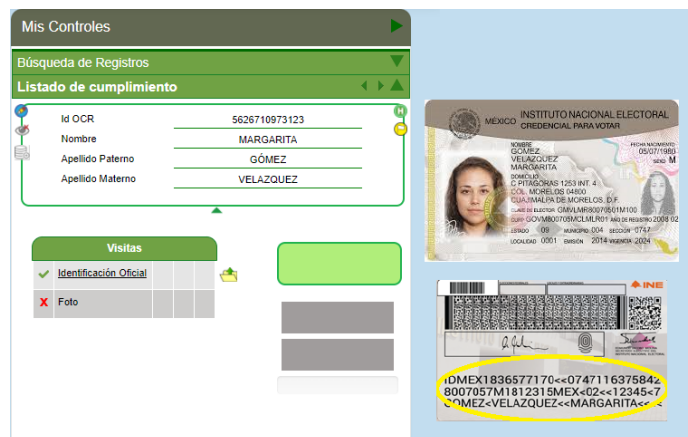 Mis Controles
Búsqueda de Registros
Listado de cumplimiento
Id OCR 5626710973123
Nombre MARGARITA
Apellido Paterno GÓMEZ
Apellido Materno VELAZQUEZ
Visitas
Identificación Oficial
X Foto
MÉXICO INSTITUTO NACIONAL ELECTORAL
CREDENCIAL PARA VOTAR
NOMBRE
GOMEZ
VELAZQUEZ
MARGARITA
FECHA NACIMIENTO
05/07/1980
SEXO M
DOMICILIO
C PITAGORAS 1253 INT. 4
COL. MORELOS 04800
CUAJIMALPA DE MORELOS, D.F.
CLAVE DE ELECTOR GMVLMR80070501M100
CURP GOVM800705MCLMLR01 AÑO DE REGISTRO 2008 02
ESTADO 09 MUNICIPIO 004 SECCIÓN 0747
LOCALIDAD 0001 EMISIÓN 2014 VIGENCIA 2024
INE
IDMEX1836577170<<0747116375842
8007057M1812315MEX<02<<12345<7
GOMEZ<VELAZQUEZ<<MARGARITA<<<<